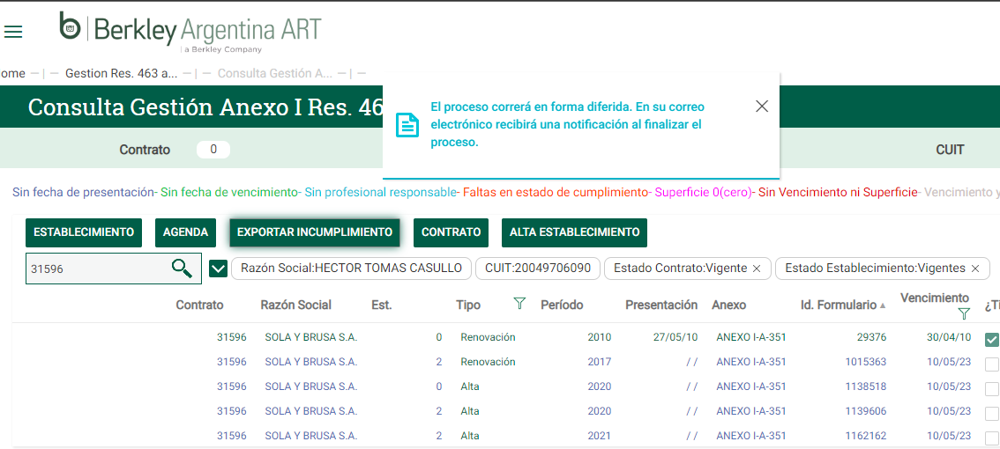 b Berkley Argentina ART
a Berkley Company
ome — | — Gestion Res. 463 a... — | — Consulta Gestión A... — | —
Consulta Gestión Anexo I Res. 46
El proceso correrá en forma diferida. En su correo
electrónico recibirá una notificación al finalizar el
proceso.
Contrato 0 CUIT
Sin fecha de presentación- Sin fecha de vencimiento- Sin profesional responsable- Faltas en estado de cumplimiento- Superficie 0(cero)- Sin Vencimiento ni Superficie- Vencimiento y
ESTABLECIMIENTO AGENDA EXPORTAR INCUMPLIMIENTO CONTRATO ALTA ESTABLECIMIENTO
31596 Razón Social:HECTOR TOMAS CASULLO CUIT:20049706090 Estado Contrato:Vigente × Estado Establecimiento:Vigentes ×
Contrato Razón Social Est. Tipo Período Presentación Anexo Id. Formulario Vencimiento ¿Ti
31596 SOLA Y BRUSA S.A. 0 Renovación 2010 27/05/10 ANEXO I-A-351 29376 30/04/10
31596 SOLA Y BRUSA S.A. 2 Renovación 2017 / / ANEXO I-A-351 1015363 10/05/23
31596 SOLA Y BRUSA S.A. 0 Alta 2020 / / ANEXO I-A-351 1138518 10/05/23
31596 SOLA Y BRUSA S.A. 2 Alta 2020 / / ANEXO I-A-351 1139606 10/05/23
31596 SOLA Y BRUSA S.A. 2 Alta 2021 / / ANEXO I-A-351 1162162 10/05/23